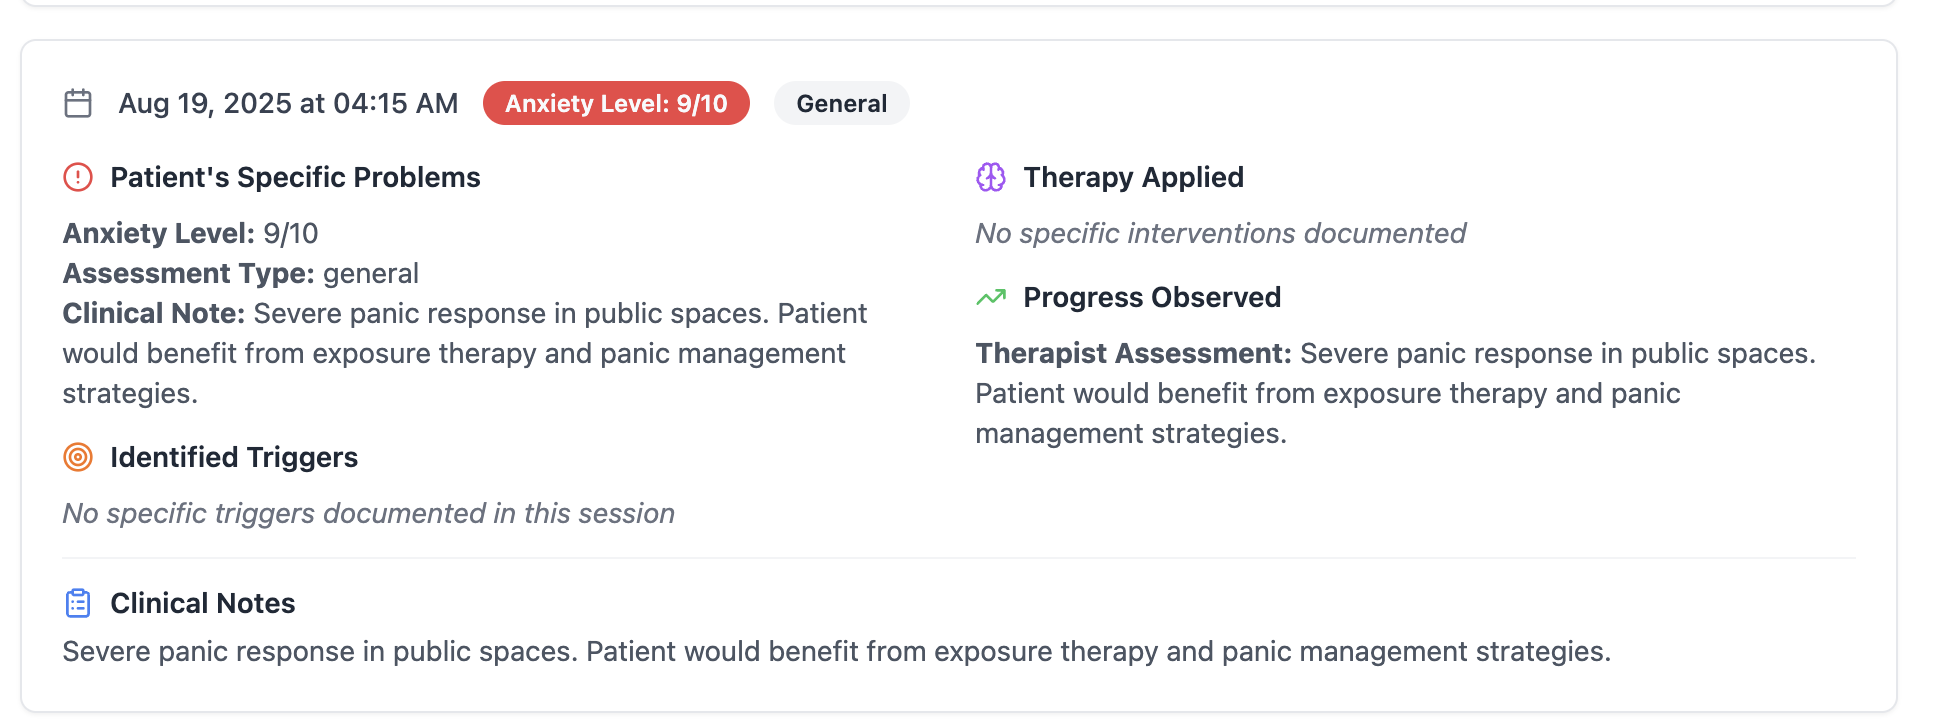 Aug 19, 2025 at 04:15 AM Anxiety Level: 9/10 General
Patient's Specific Problems
Anxiety Level: 9/10
Assessment Type: general
Clinical Note: Severe panic response in public spaces. Patient
would benefit from exposure therapy and panic management
strategies.
Identified Triggers
No specific triggers documented in this session
Therapy Applied
No specific interventions documented
Progress Observed
Therapist Assessment: Severe panic response in public spaces.
Patient would benefit from exposure therapy and panic
management strategies.
Clinical Notes
Severe panic response in public spaces. Patient would benefit from exposure therapy and panic management strategies.